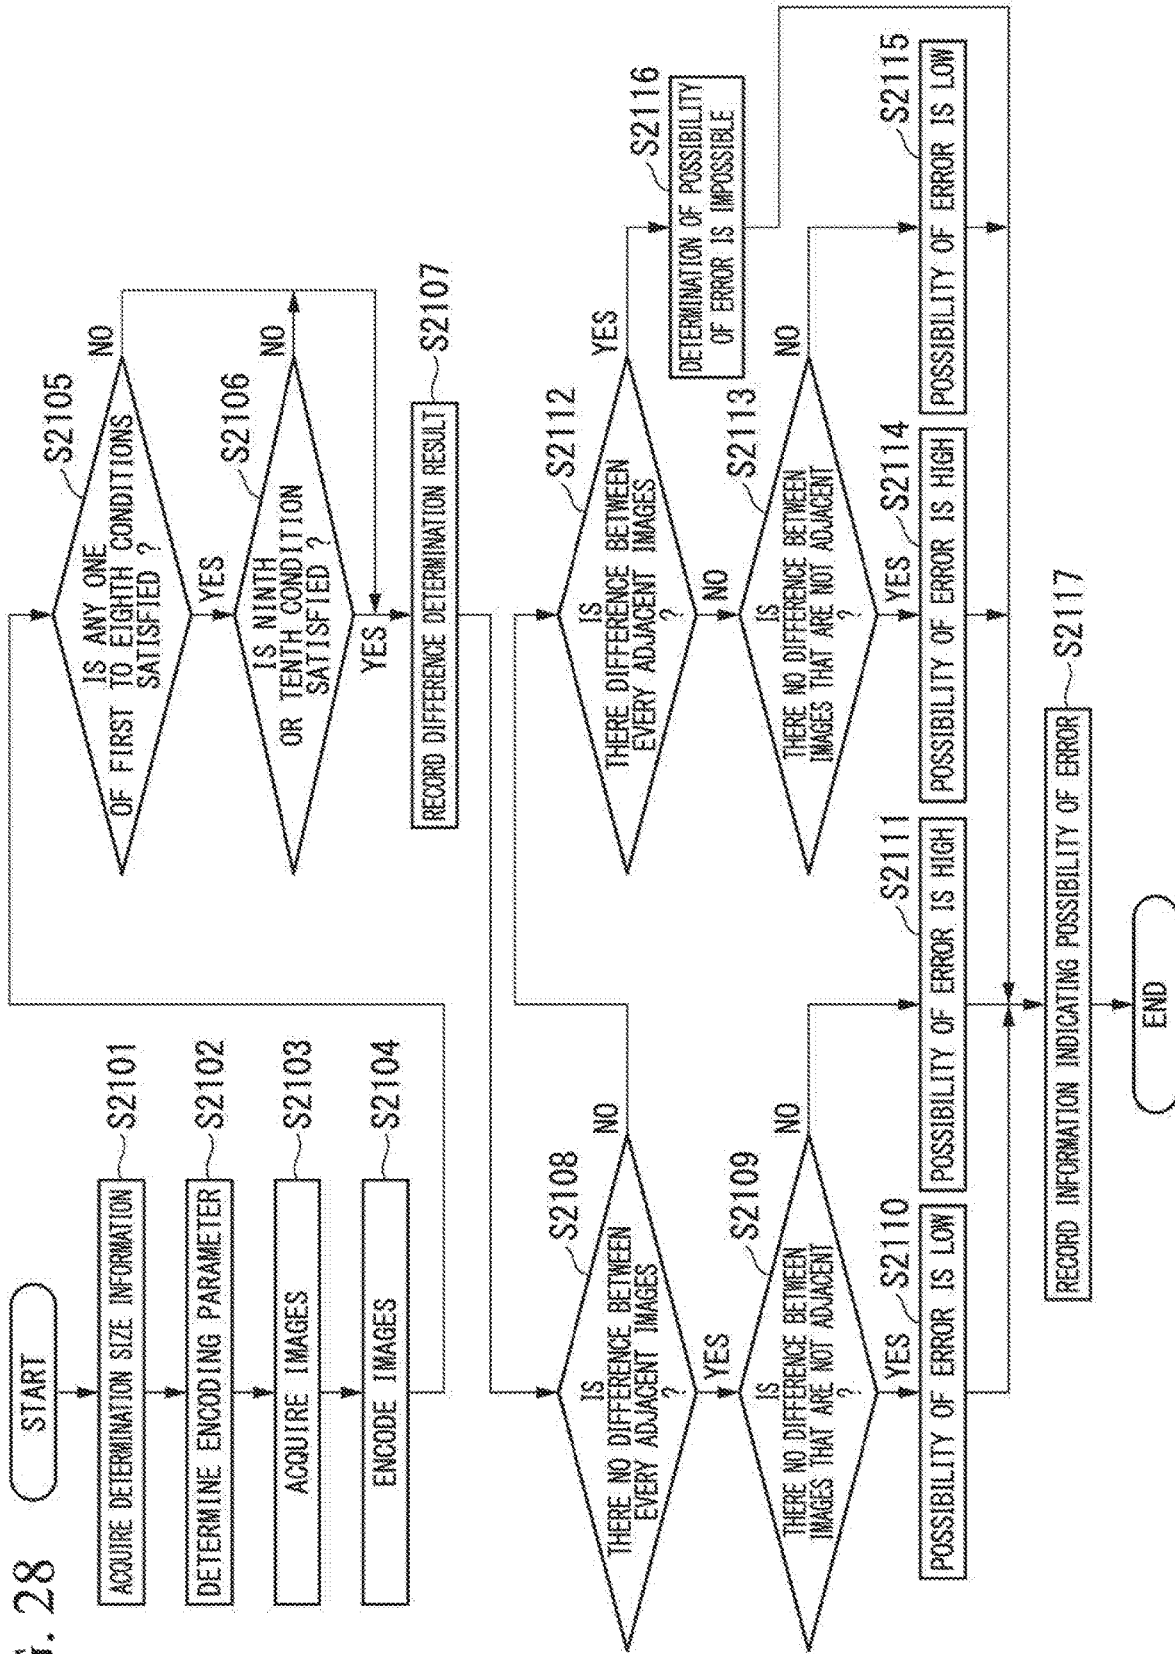 G. 28
START
ACQUIRE DETERMINATION SIZE INFORMATION
S2101
DETERMINE ENCODING PARAMETER
S2102
ACQUIRE IMAGES
S2103
ENCODE IMAGES
S2104
IS ANY ONE
OF FIRST TO EIGHTH CONDITIONS
SATISFIED ?
S2105
NO
YES
IS NINTH
OR TENTH CONDITION
SATISFIED ?
S2106
NO
YES
RECORD DIFFERENCE DETERMINATION RESULT
S2107
IS
THERE NO DIFFERENCE BETWEEN
EVERY ADJACENT IMAGES
?
S2108
NO
YES
IS
THERE NO DIFFERENCE BETWEEN
IMAGES THAT ARE NOT ADJACENT
?
S2109
NO
YES
POSSIBILITY OF ERROR IS LOW
S2110
POSSIBILITY OF ERROR IS HIGH
S2111
IS
THERE DIFFERENCE BETWEEN
EVERY ADJACENT IMAGES
?
S2112
YES
NO
DETERMINATION OF POSSIBILITY
OF ERROR IS IMPOSSIBLE
S2116
IS
THERE NO DIFFERENCE BETWEEN
IMAGES THAT ARE NOT ADJACENT
?
S2113
NO
YES
POSSIBILITY OF ERROR IS HIGH
S2114
POSSIBILITY OF ERROR IS LOW
S2115
RECORD INFORMATION INDICATING POSSIBILITY OF ERROR
S2117
END